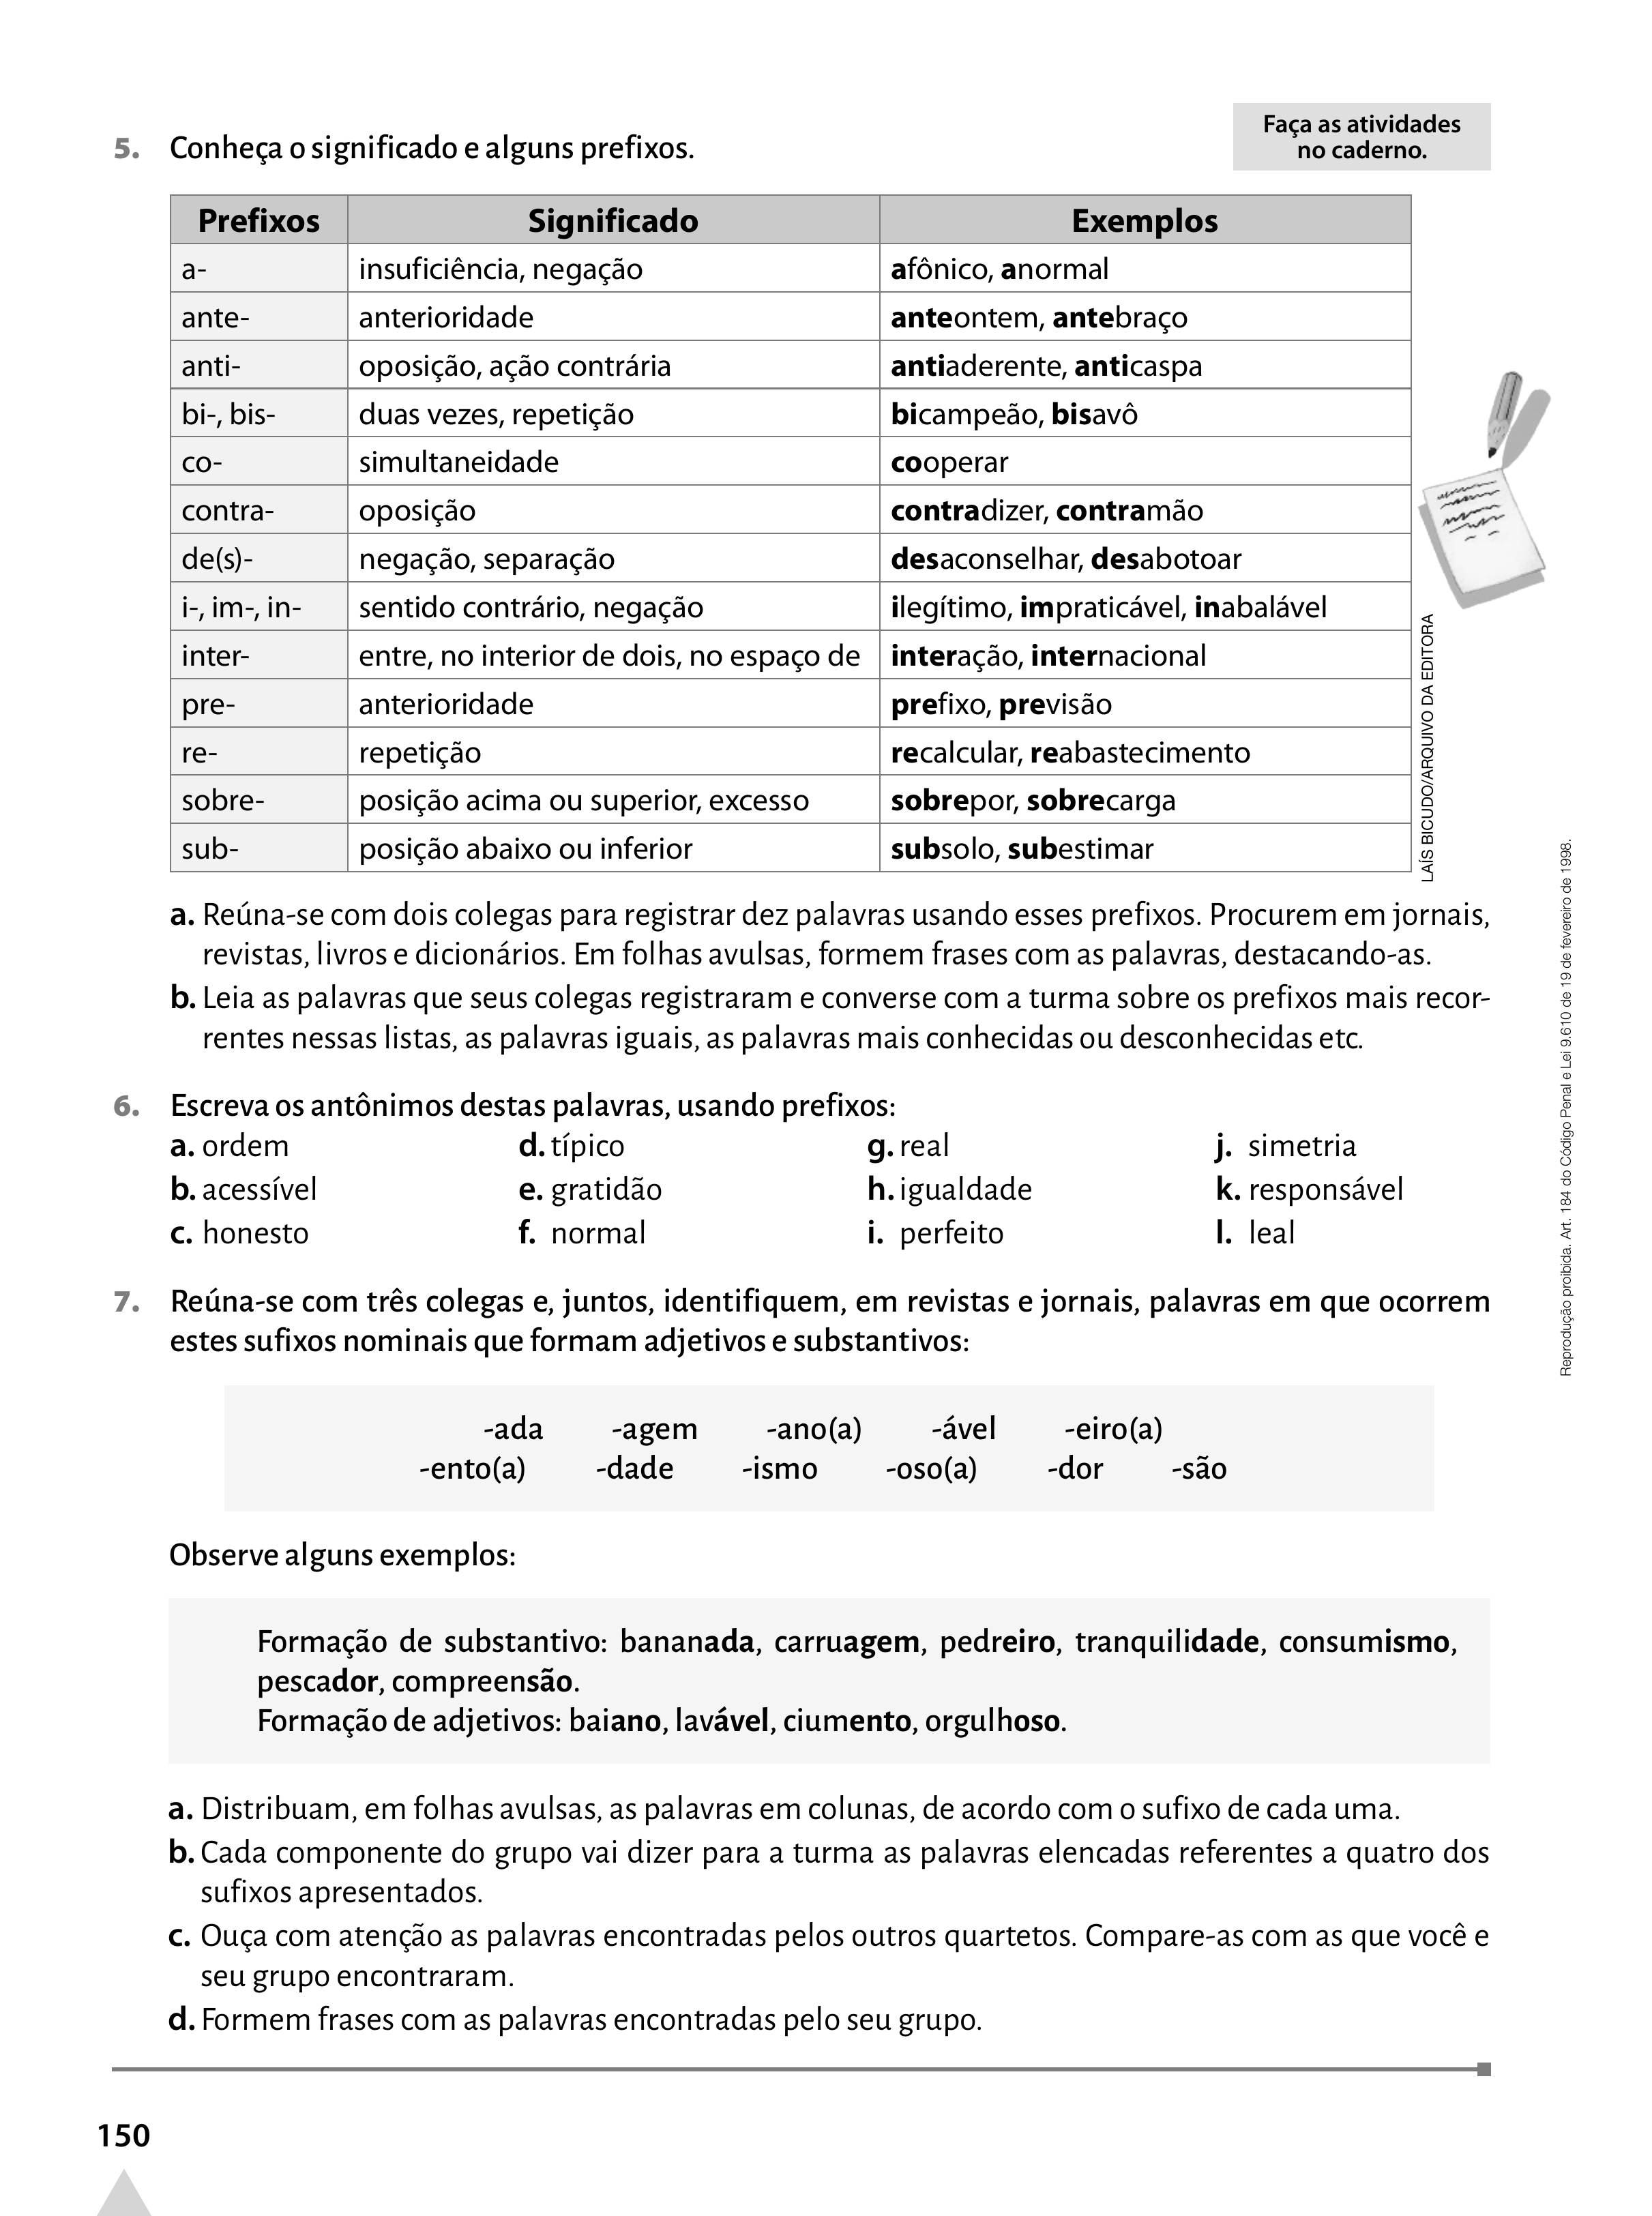 Faça as atividades
no caderno.
5. Conheça o significado e alguns prefixos.
Prefixos Significado Exemplos
a- insuficiência, negação afônico, anormal
ante- anterioridade anteontem, antebraço
anti- oposição, ação contrária antiaderente, anticaspa
bi-, bis- duas vezes, repetição bicampeão, bisavô
co- simultaneidade cooperar
contra- oposição contradizer, contramão
de(s)- negação, separação desaconselhar, desabotoar
i-, im-, in- sentido contrário, negação ilegítimo, impraticável, inabalável
inter- entre, no interior de dois, no espaço de interação, internacional
pre- anterioridade prefixo, previsão
re- repetição recalcular, reabastecimento
sobre- posição acima ou superior, excesso sobrepor, sobrecarga
sub- posição abaixo ou inferior subsolo, subestimar
LAÍS BICUDO/ARQUIVO DA EDITORA
a. Reúna-se com dois colegas para registrar dez palavras usando esses prefixos. Procurem em jornais,
revistas, livros e dicionários. Em folhas avulsas, formem frases com as palavras, destacando-as.
b. Leia as palavras que seus colegas registraram e converse com a turma sobre os prefixos mais recor-
rentes nessas listas, as palavras iguais, as palavras mais conhecidas ou desconhecidas etc.
6. Escreva os antônimos destas palavras, usando prefixos:
a. ordem d. típico g. real j. simetria
b. acessível e. gratidão h. igualdade k. responsável
c. honesto f. normal i. perfeito l. leal
7. Reúna-se com três colegas e, juntos, identifiquem, em revistas e jornais, palavras em que ocorrem
estes sufixos nominais que formam adjetivos e substantivos:
-ada -agem -ano(a) -ável -eiro(a)
-ento(a) -dade -ismo -oso(a) -dor -são
Observe alguns exemplos:
Formação de substantivo: bananada, carruagem, pedreiro, tranquilidade, consumismo,
pescador, compreensão.
Formação de adjetivos: baiano, lavável, ciumento, orgulhoso.
a. Distribuam, em folhas avulsas, as palavras em colunas, de acordo com o sufixo de cada uma.
b. Cada componente do grupo vai dizer para a turma as palavras elencadas referentes a quatro dos
sufixos apresentados.
c. Ouça com atenção as palavras encontradas pelos outros quartetos. Compare-as com as que você e
seu grupo encontraram.
d. Formem frases com as palavras encontradas pelo seu grupo.
150
Reprodução proibida. Art. 184 do Código Penal e Lei 9.610 de 19 de fevereiro de 1998.